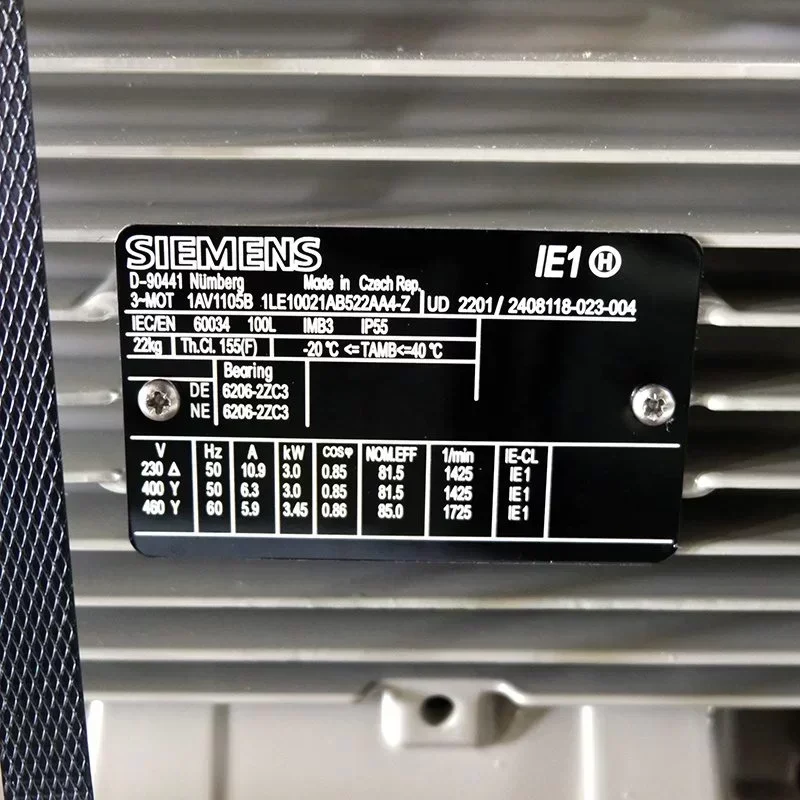 SIEMENS IE1 H
D-90441 Nürnberg Made in Czech Rep.
3~MOT 1AV1105B 1LE10021AB522AA4-Z UD 2201/2408118-023-004
IEC/EN 60034 100L IMB3 IP55
22kg Th.Cl. 155(F) -20 °C <=TAMB<=40 °C
Bearing
DE 6206-2ZC3
NE 6206-2ZC3
V Hz A kW COSφ NOM.EFF 1/min IE-CL
230 Δ 50 10.9 3.0 0.85 81.5 1425 IE1
400 Y 50 6.3 3.0 0.85 81.5 1425 IE1
460 Y 60 5.9 3.45 0.86 85.0 1725 IE1